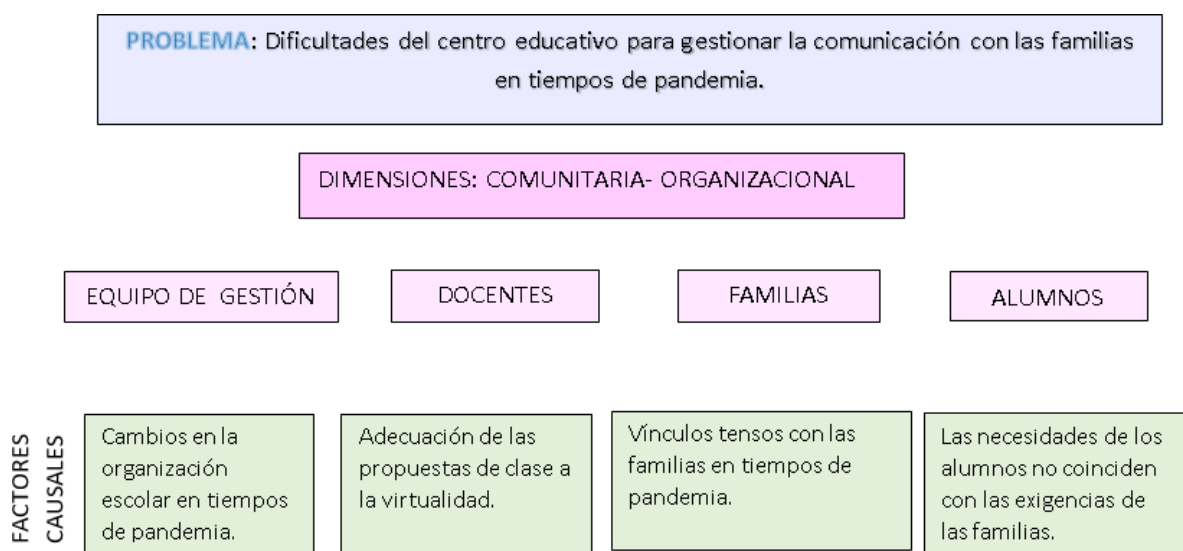 PROBLEMA: Dificultades del centro educativo para gestionar la comunicación con las familias
en tiempos de pandemia.
DIMENSIONES: COMUNITARIA- ORGANIZACIONAL
EQUIPO DE GESTIÓN
DOCENTES
FAMILIAS
ALUMNOS
FACTORES
CAUSALES
Cambios en la
organización
escolar en tiempos
de pandemia.
Adecuación de las
propuestas de clase a
la virtualidad.
Vínculos tensos con las
familias en tiempos de
pandemia.
Las necesidades de los
alumnos no coinciden
con las exigencias de
las familias.